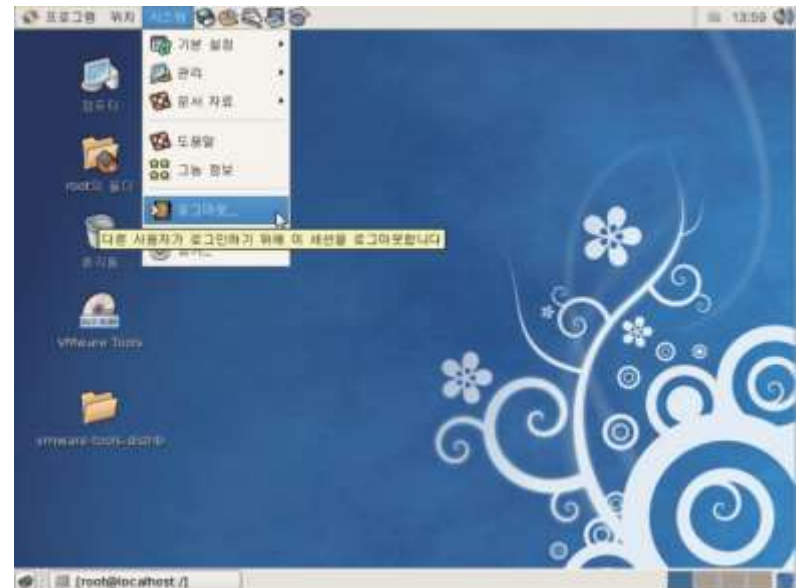 프로그램 위치 시스템
13:59
기본 설정
관리
문서 자료
도움말
그놈 정보
로그아웃...
다른 사용자가 로그인하기 위해 이 세션을 로그아웃합니다
컴퓨터
root의 폴더
휴지통
VMware Tools
vmware-tools-distrib
[root@localhost /]